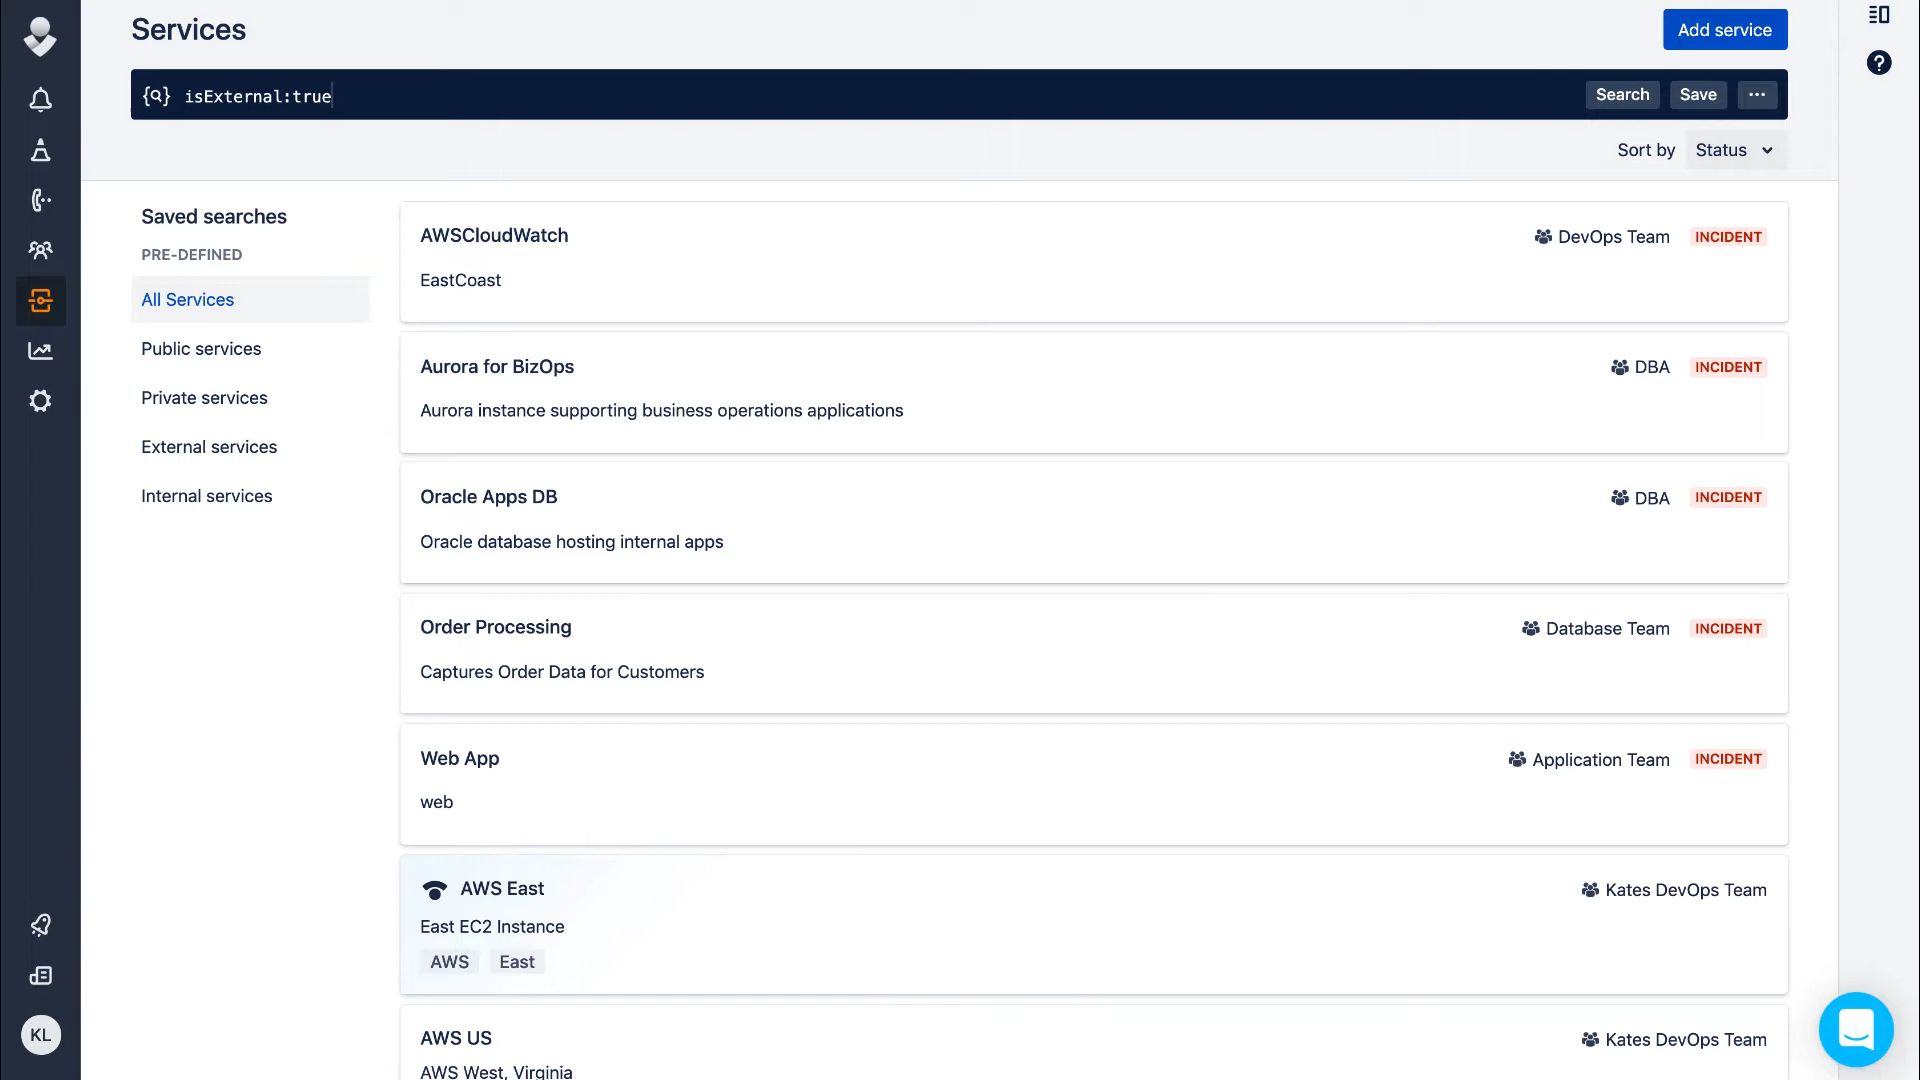 Services
Add service
{Q} isExternal:true
Search
Save
...
Sort by
Status
Saved searches
PRE-DEFINED
All Services
Public services
Private services
External services
Internal services
AWSCloudWatch
DevOps Team
INCIDENT
EastCoast
Aurora for BizOps
DBA
INCIDENT
Aurora instance supporting business operations applications
Oracle Apps DB
DBA
INCIDENT
Oracle database hosting internal apps
Order Processing
Database Team
INCIDENT
Captures Order Data for Customers
Web App
Application Team
INCIDENT
web
AWS East
Kates DevOps Team
East EC2 Instance
AWS
East
AWS US
Kates DevOps Team
AWS West, Virginia
KL
?